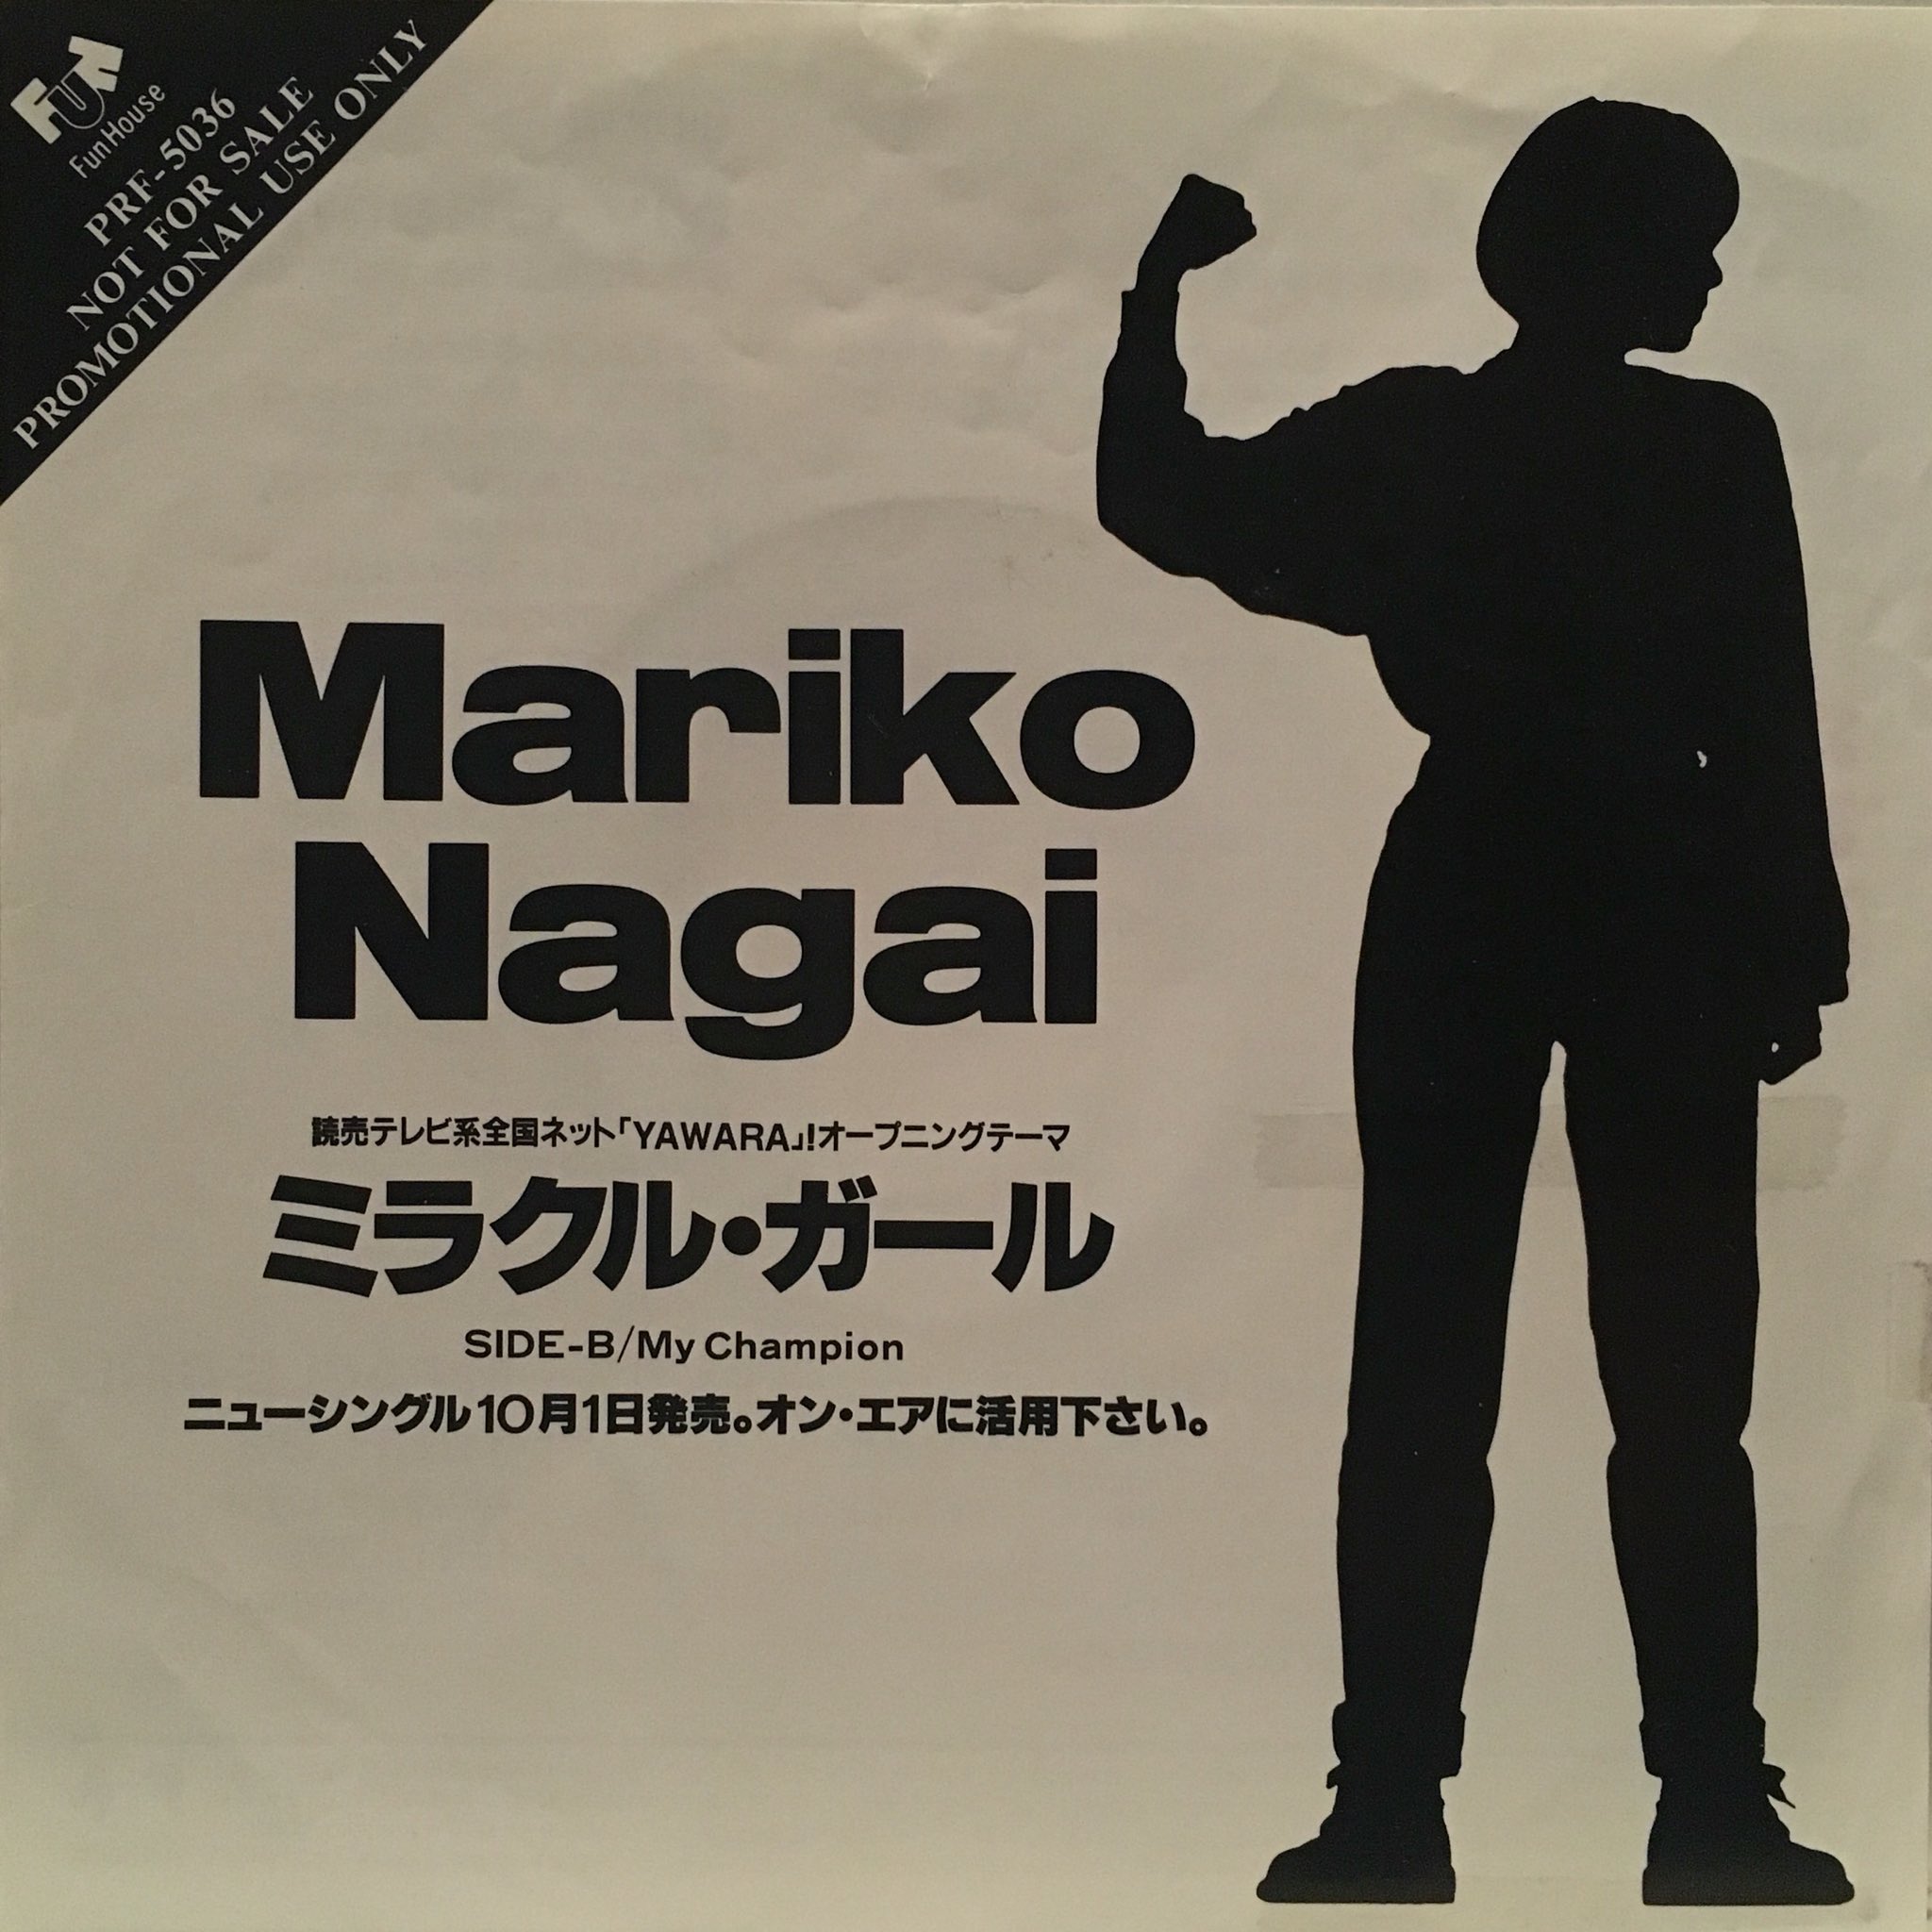 FUN
FunHouse
PRF-5036
NOT FOR SALE
PROMOTIONAL USE ONLY
Mariko
Nagai
読売テレビ系全国ネット「YAWARA」!オープニングテーマ
ミラクル・ガール
SIDE-B/My Champion
ニューシングル10月1日発売。オン・エアに活用下さい。